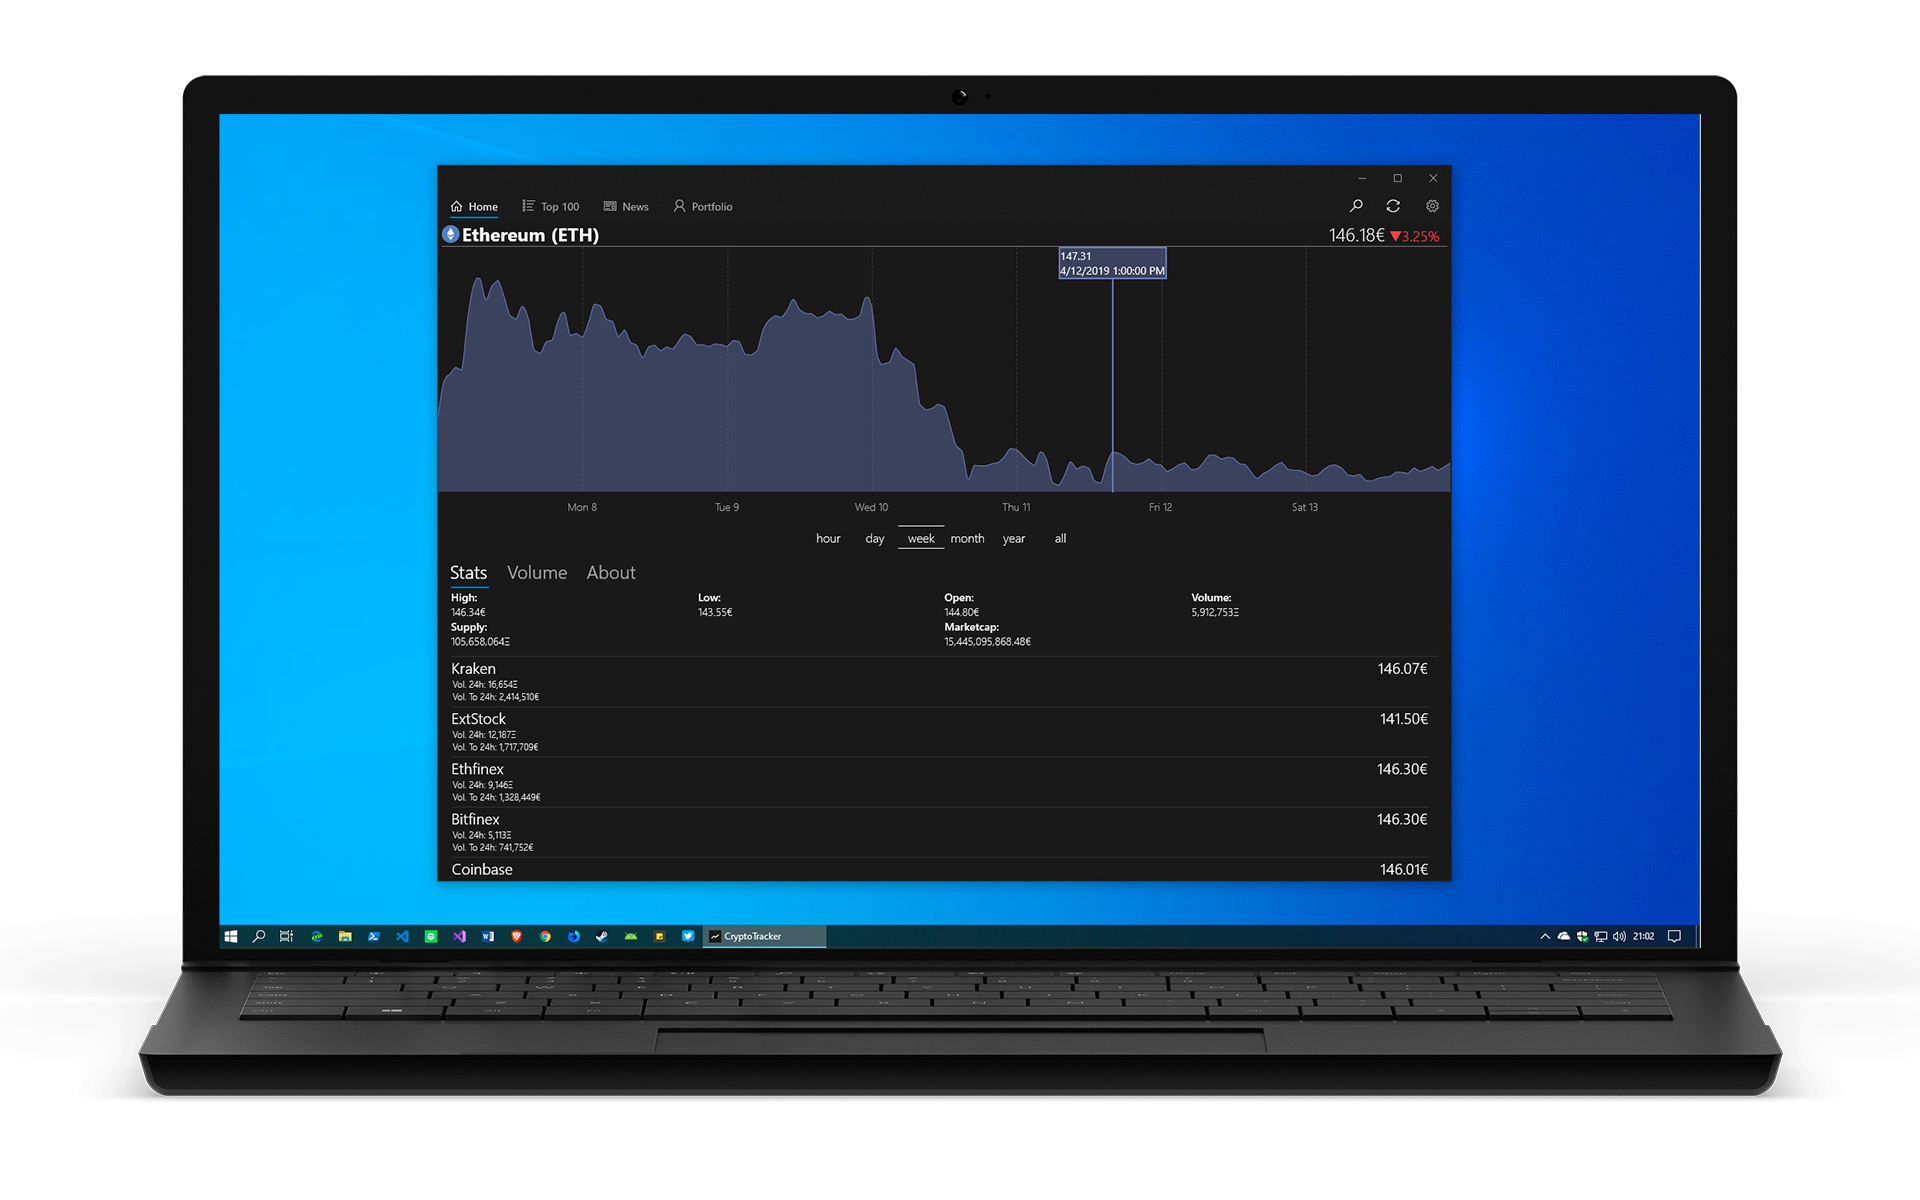 Home
Top 100
News
Portfolio
Ethereum (ETH)
146.18€ ▼3.25%
147.31
4/12/2019 1:00:00 PM
Mon 8
Tue 9
Wed 10
Thu 11
Fri 12
Sat 13
hour
day
week
month
year
all
Stats
Volume
About
High:
146.34€
Low:
143.55€
Open:
144.80€
Volume:
5,912,753Ξ
Supply:
105,658,064Ξ
Marketcap:
15,445,095,868.48€
Kraken
146.07€
Vol. 24h: 16,654Ξ
Vol. To 24h: 2,414,510€
ExtStock
141.50€
Vol. 24h: 12,187Ξ
Vol. To 24h: 1,717,709€
Ethfinex
146.30€
Vol. 24h: 9,146Ξ
Vol. To 24h: 1,328,449€
Bitfinex
146.30€
Vol. 24h: 5,113Ξ
Vol. To 24h: 741,752€
Coinbase
146.01€
CryptoTracker
21:02